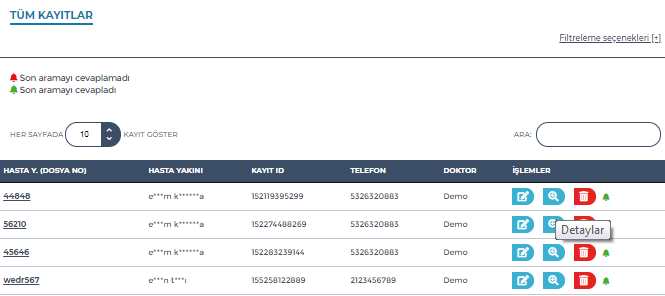 TÜM KAYITLAR
Filtreleme seçenekleri [+]
Son aramayı cevaplamadı
Son aramayı cevapladı
HER SAYFADA 10 KAYIT GÖSTER ARA:
HASTA Y. (DOSYA NO) HASTA YAKINI KAYIT ID TELEFON DOKTOR İŞLEMLER
44848 e***m k******a 152119395299 5326320883 Demo
56210 e***m k******a 152274488269 5326320883 Demo
Detaylar
45646 e***m k******a 152283239144 5326320883 Demo
wedr567 e***n t***ı 155258122889 2123456789 Demo